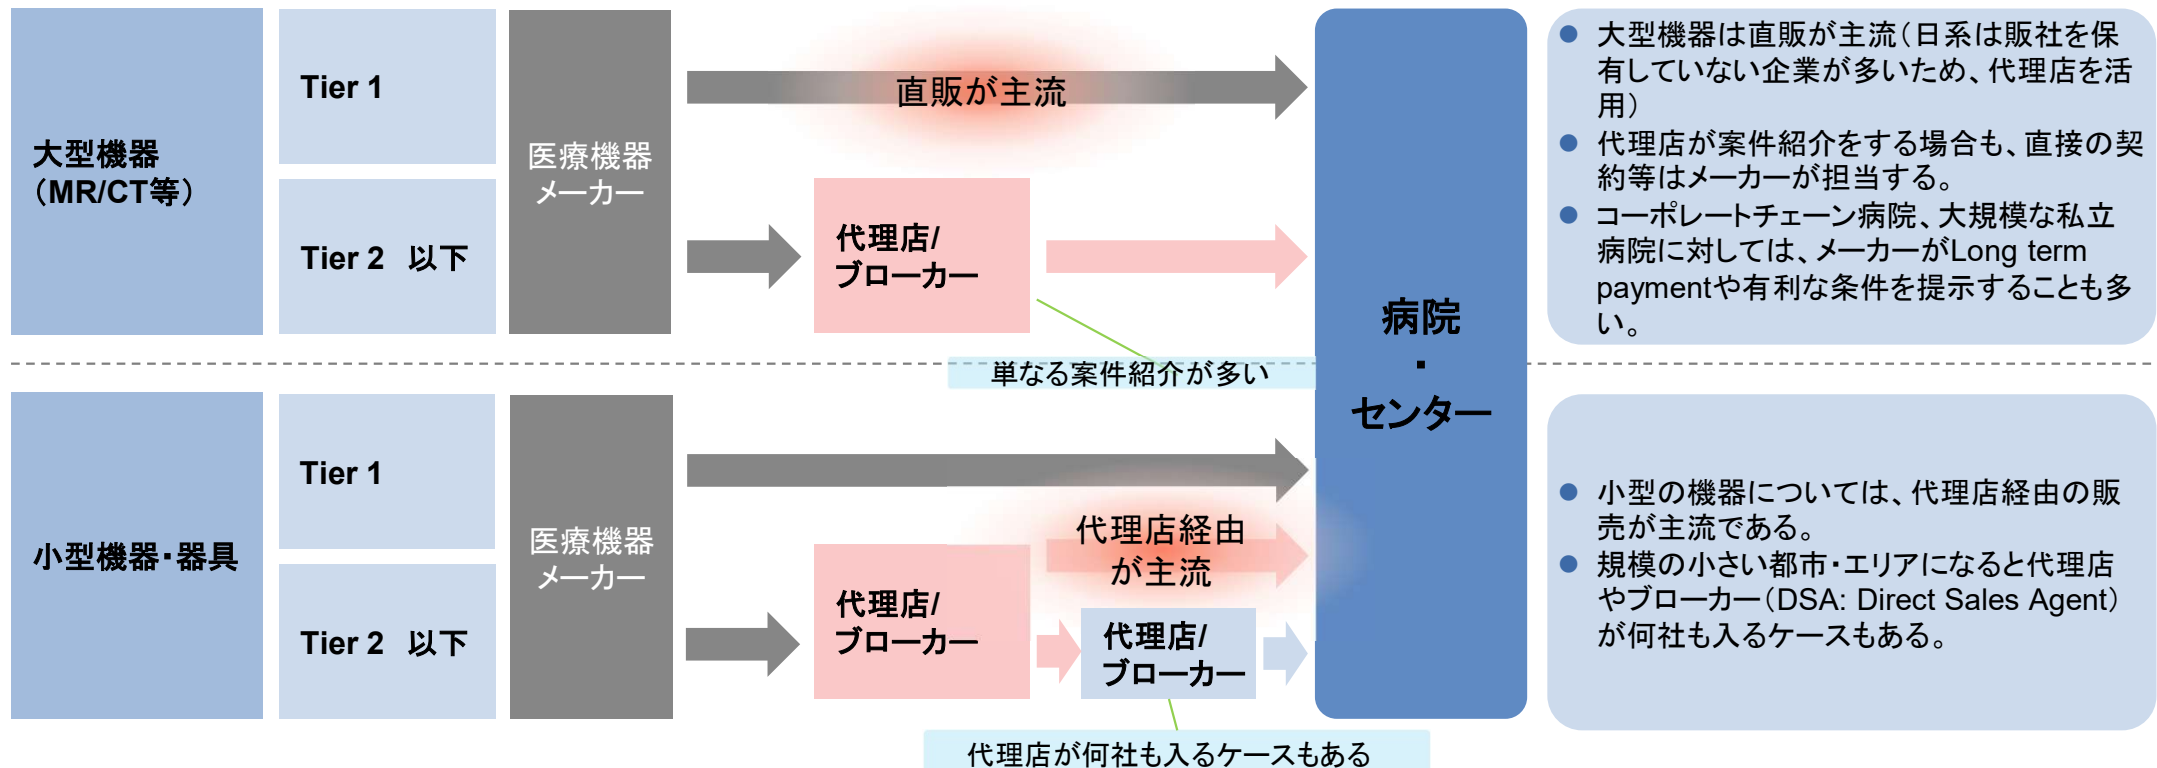 大型機器
（MR/CT等）
Tier 1
Tier 2 以下
医療機器
メーカー
直販が主流
代理店/
ブローカー
単なる案件紹介が多い
小型機器・器具
Tier 1
Tier 2 以下
医療機器
メーカー
代理店経由
が主流
代理店/
ブローカー
代理店/
ブローカー
代理店が何社も入るケースもある
病院
・
センター
● 大型機器は直販が主流（日系は販社を保
有していない企業が多いため、代理店を活
用）
● 代理店が案件紹介をする場合も、直接の契
約等はメーカーが担当する。
● コーポレートチェーン病院、大規模な私立
病院に対しては、メーカーがLong term
paymentや有利な条件を提示することも多
い。
● 小型の機器については、代理店経由の販
売が主流である。
● 規模の小さい都市・エリアになると代理店
やブローカー（DSA: Direct Sales Agent）
が何社も入るケースもある。